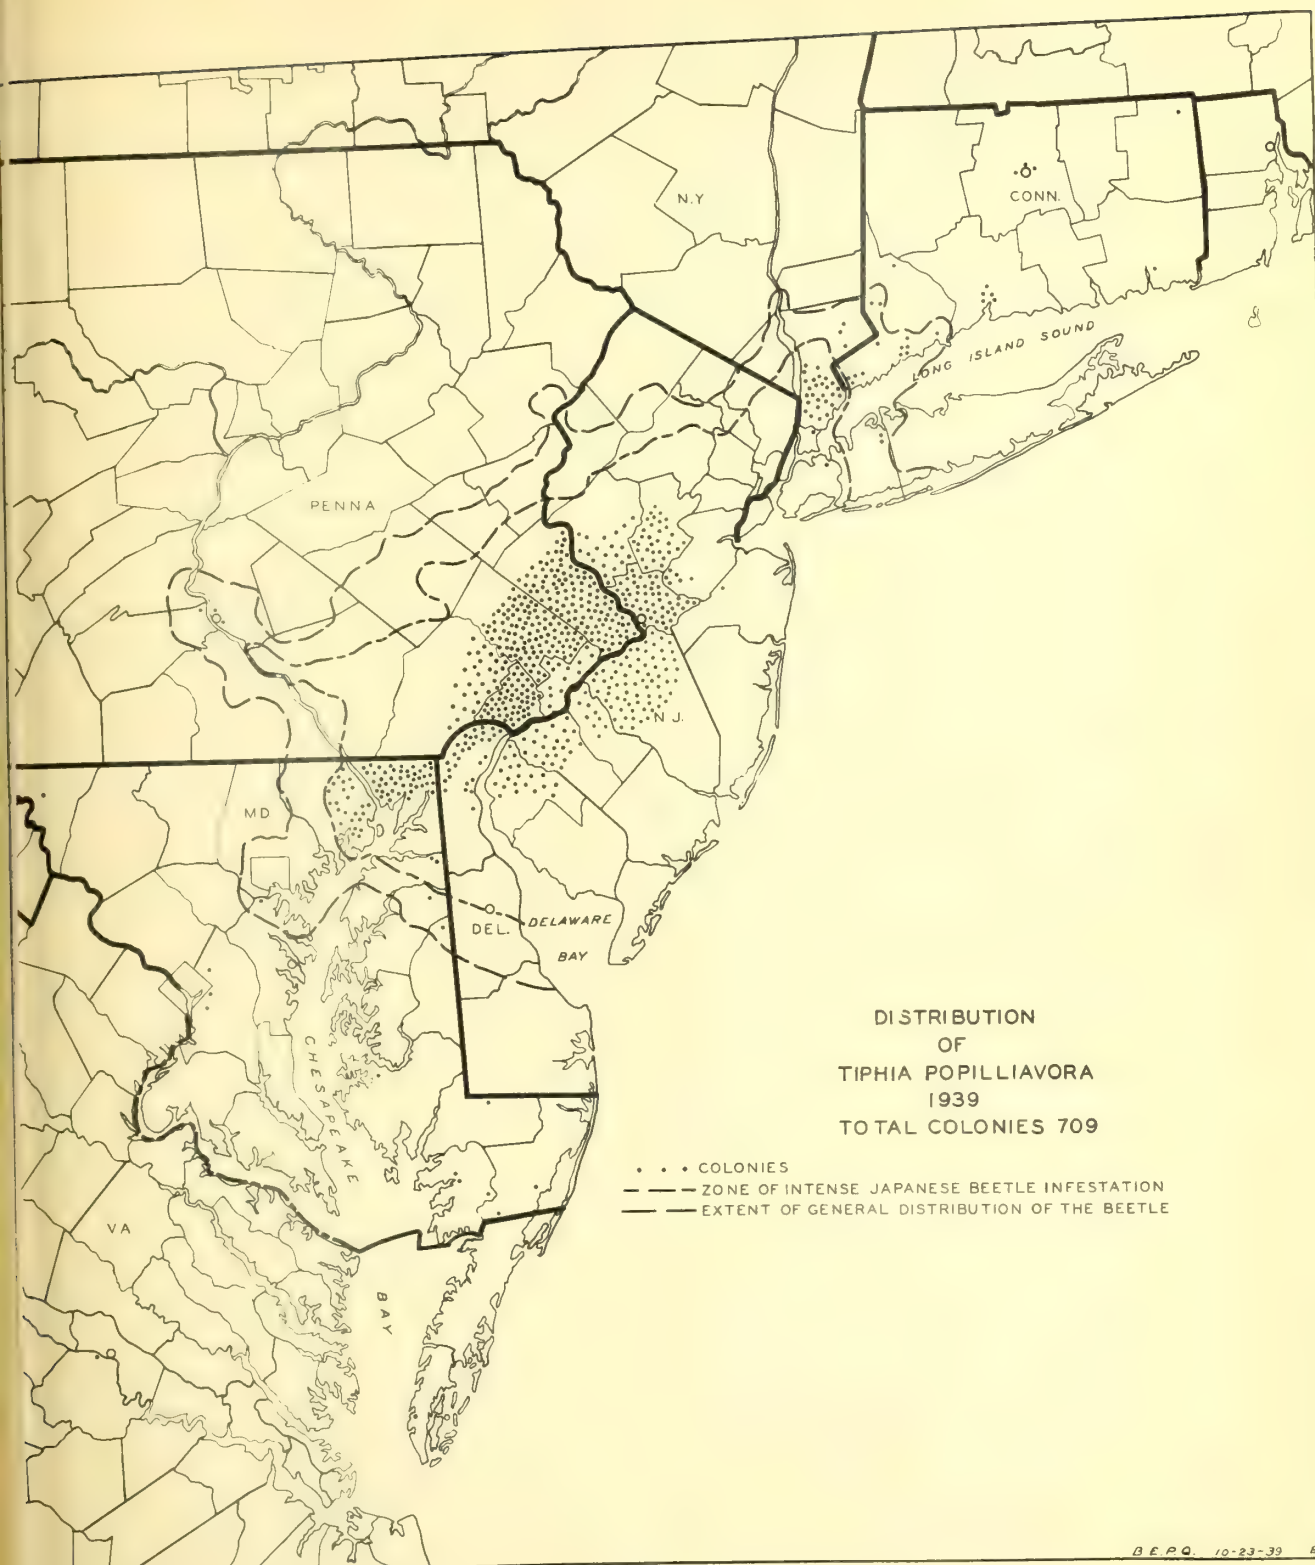 N.Y
CONN.
LONG ISLAND SOUND
PENNA
N J.
MD
DEL.
DELAWARE
BAY
CHESAPEAKE
BAY
VA
DISTRIBUTION
OF
TIPHIA POPILLIAVORA
1939
TOTAL COLONIES 709
• • • COLONIES
ZONE OF INTENSE JAPANESE BEETLE INFESTATION
EXTENT OF GENERAL DISTRIBUTION OF THE BEETLE
B.E.P.Q. 10-23-39